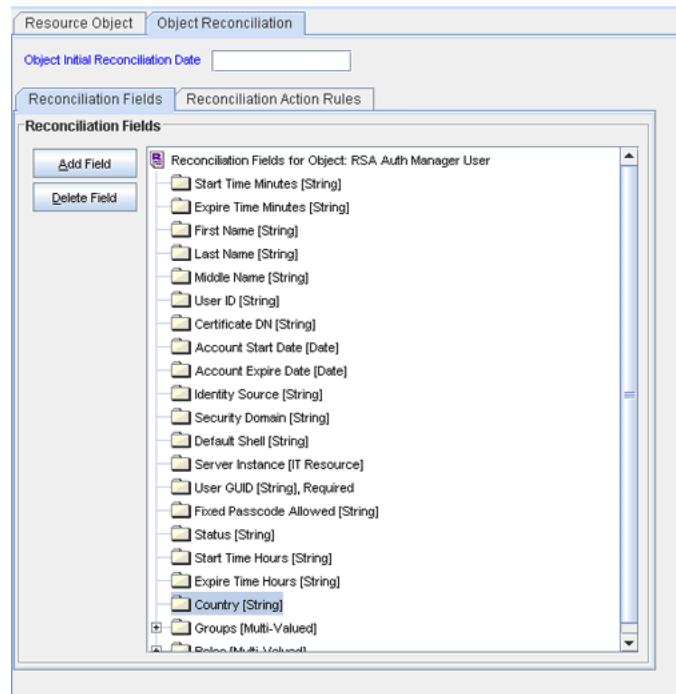 Resource Object Object Reconciliation
Object Initial Reconciliation Date
Reconciliation Fields Reconciliation Action Rules
Reconciliation Fields
Add Field
Delete Field
Reconciliation Fields for Object: RSA Auth Manager User
Start Time Minutes [String]
Expire Time Minutes [String]
First Name [String]
Last Name [String]
Middle Name [String]
User ID [String]
Certificate DN [String]
Account Start Date [Date]
Account Expire Date [Date]
Identity Source [String]
Security Domain [String]
Default Shell [String]
Server Instance [IT Resource]
User GUID [String], Required
Fixed Passcode Allowed [String]
Status [String]
Start Time Hours [String]
Expire Time Hours [String]
Country [String]
Groups [Multi-Valued]
Roles [Multi-Valued]